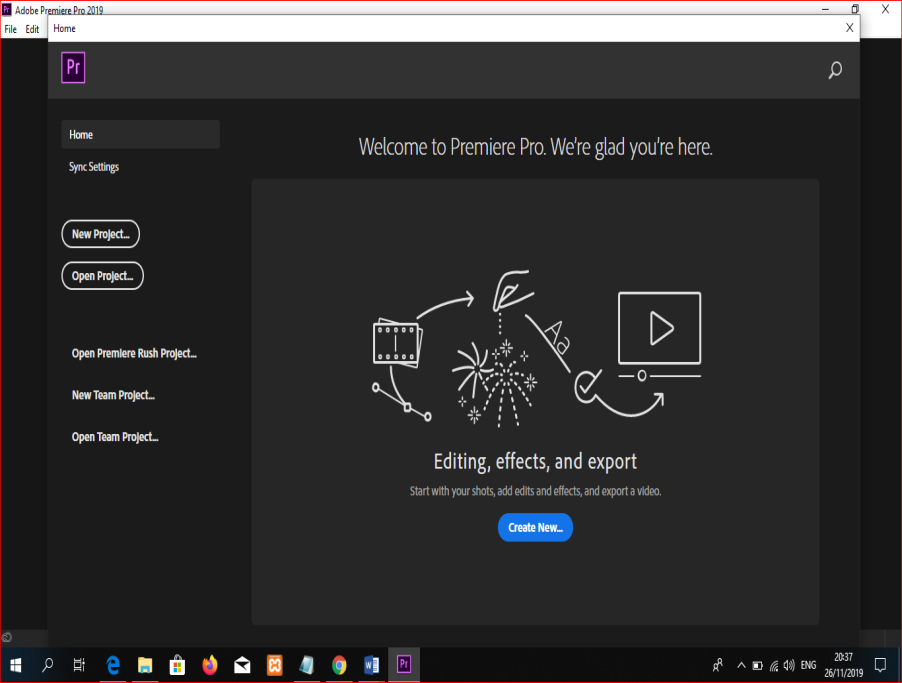 Pr Adobe Premiere Pro 2019
File Edit
Home
Pr
Home
Sync Settings
New Project...
Open Project...
Open Premiere Rush Project...
New Team Project...
Open Team Project...
Welcome to Premiere Pro. We're glad you're here.
Aa
Editing, effects, and export
Start with your shots, add edits and effects, and export a video.
Create New...
Pr
ENG
20:37
26/11/2019